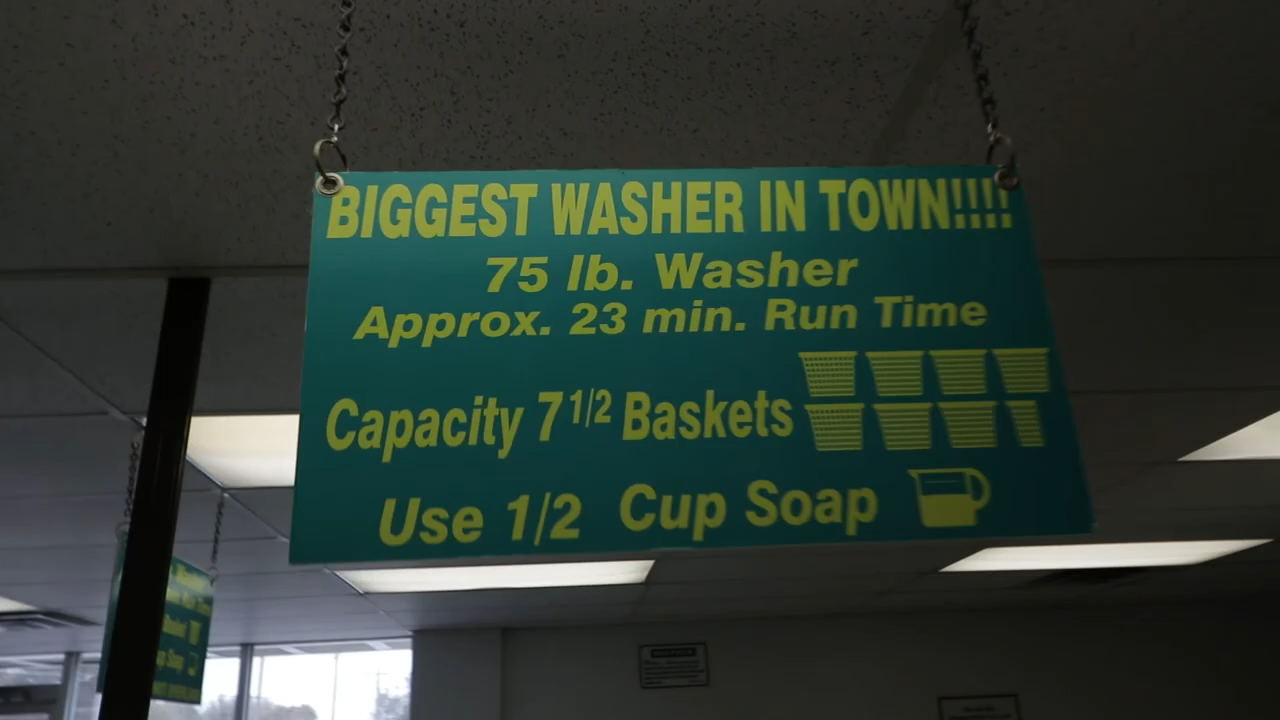 BIGGEST WASHER IN TOWN!!!!
75 lb. Washer
Approx. 23 min. Run Time
Capacity 7 1/2 Baskets
Use 1/2 Cup Soap